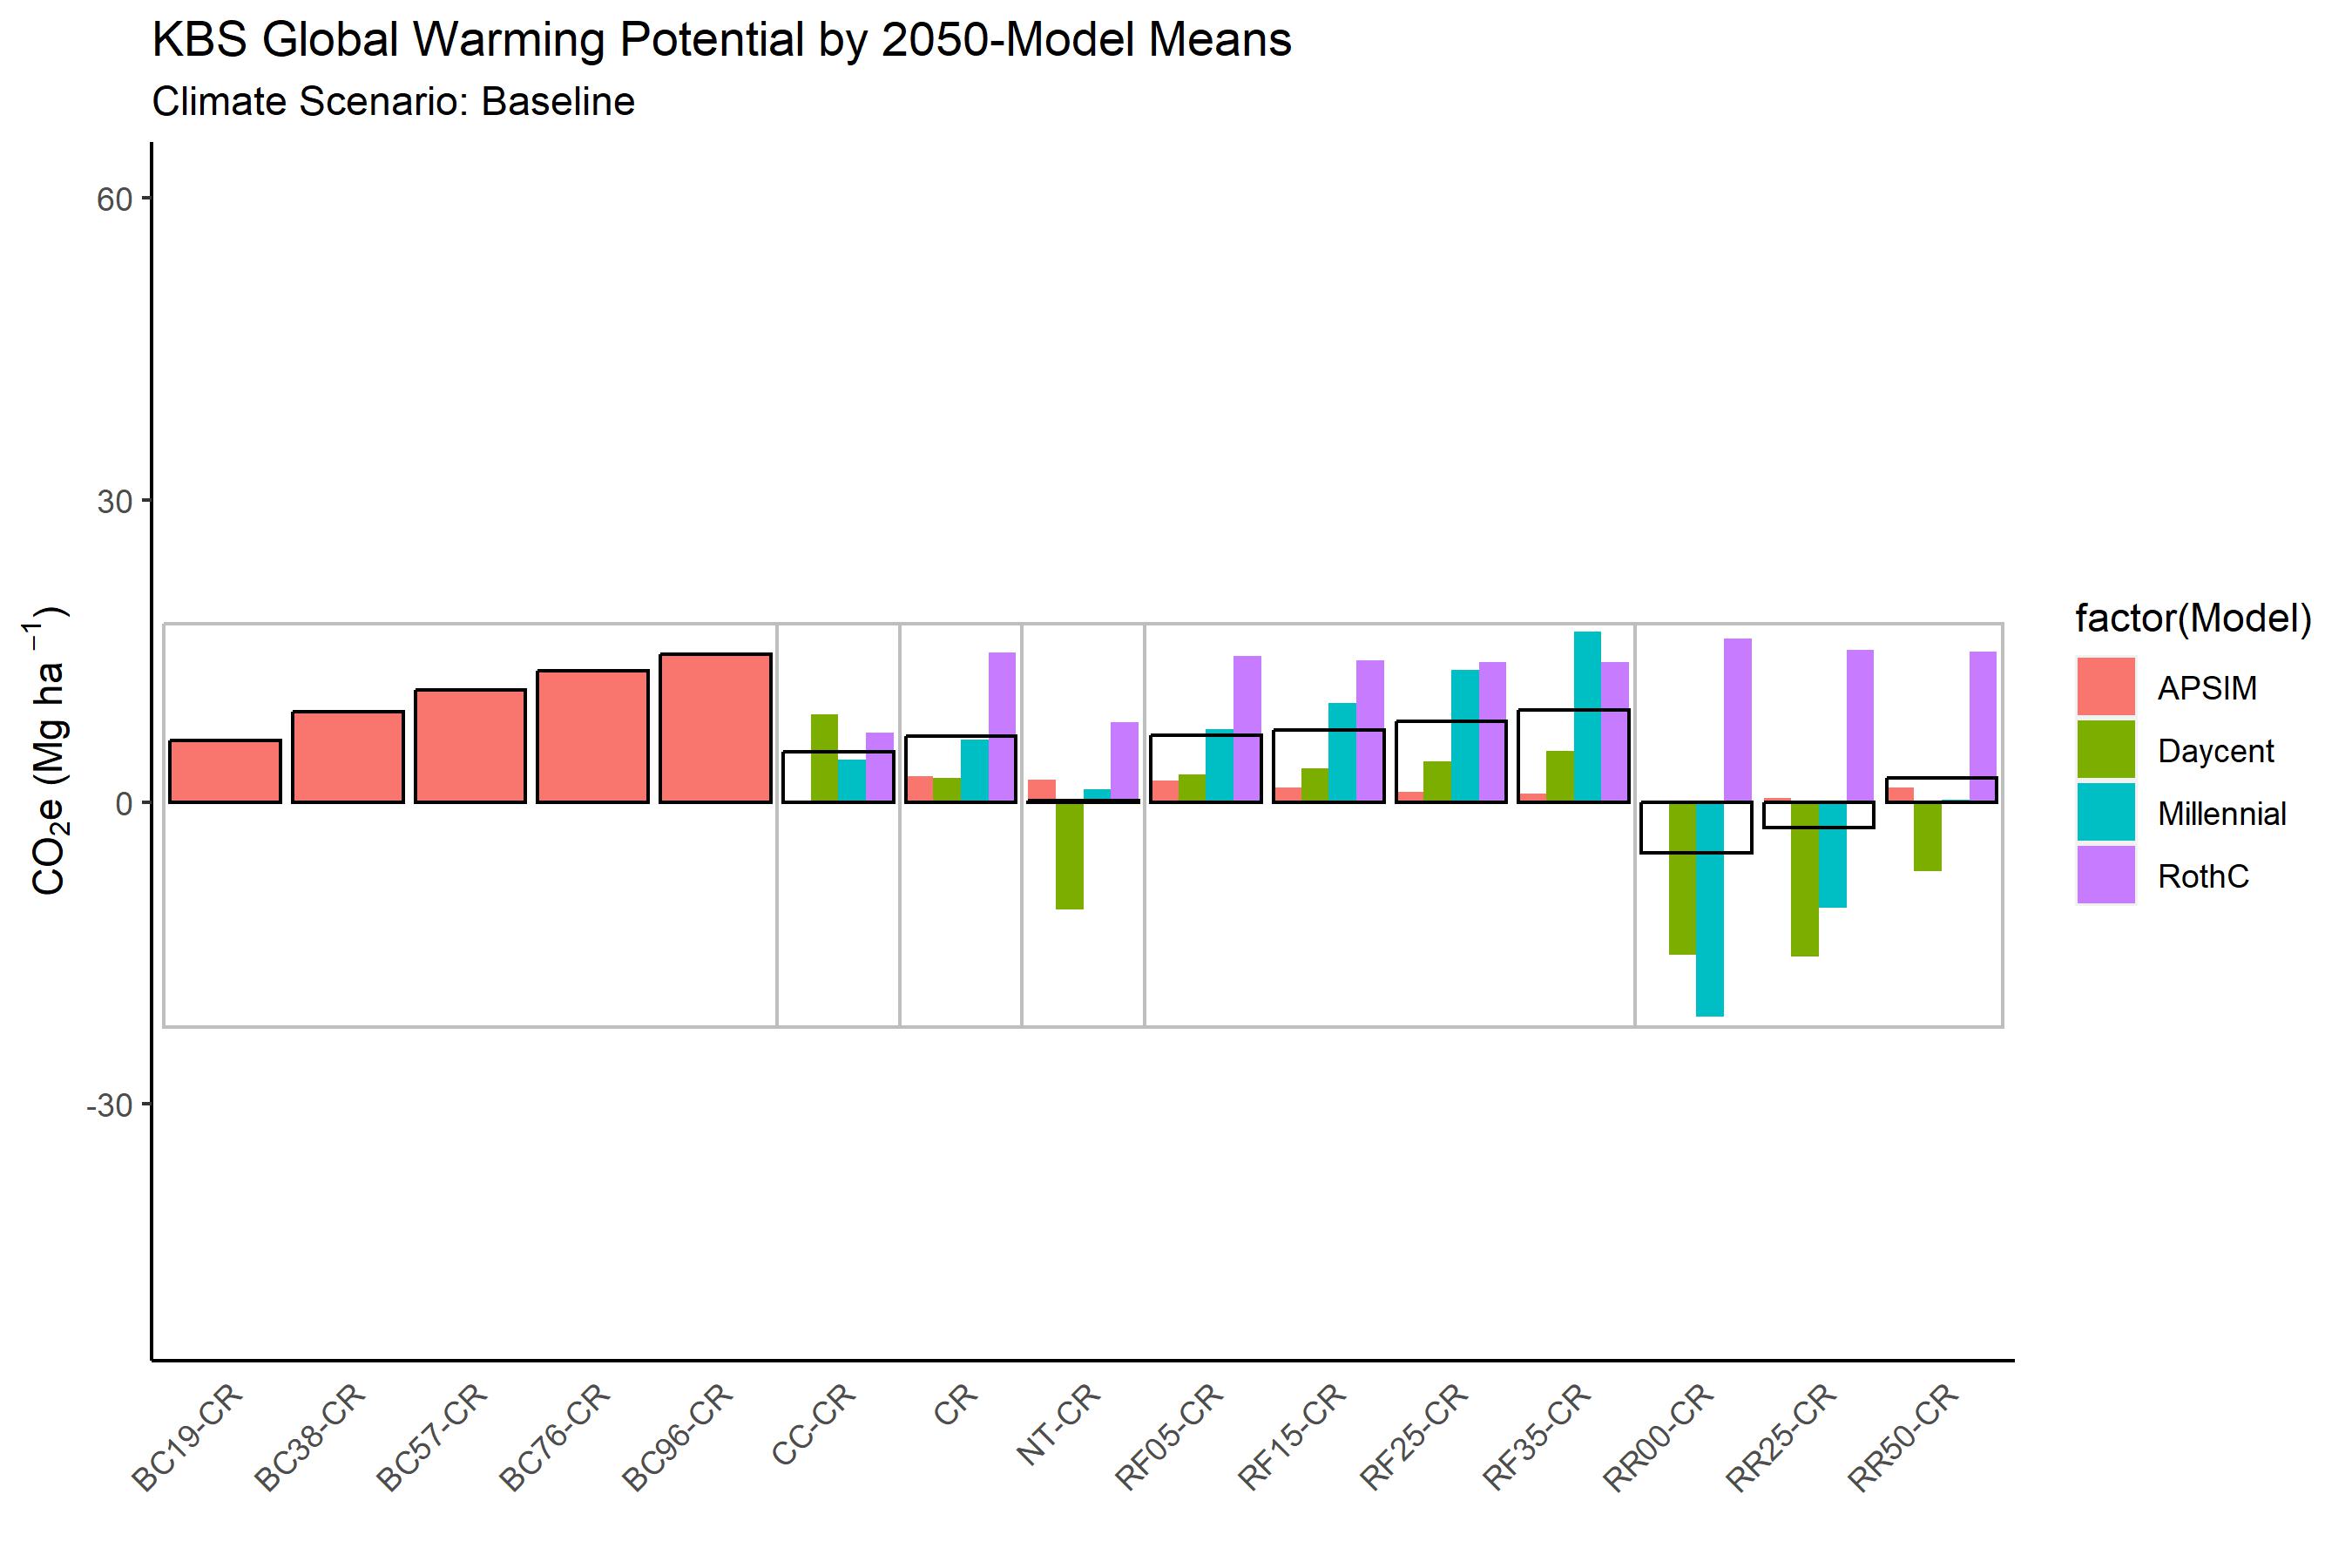 KBS Global Warming Potential by 2050-Model Means
Climate Scenario: Baseline
60
30
0
-30
CO₂e (Mg ha ⁻¹)
BC19-CR
BC38-CR
BC57-CR
BC76-CR
BC96-CR
CC-CR
CR
NT-CR
RF05-CR
RF15-CR
RF25-CR
RF35-CR
RR00-CR
RR25-CR
RR50-CR
factor(Model)
APSIM
Daycent
Millennial
RothC